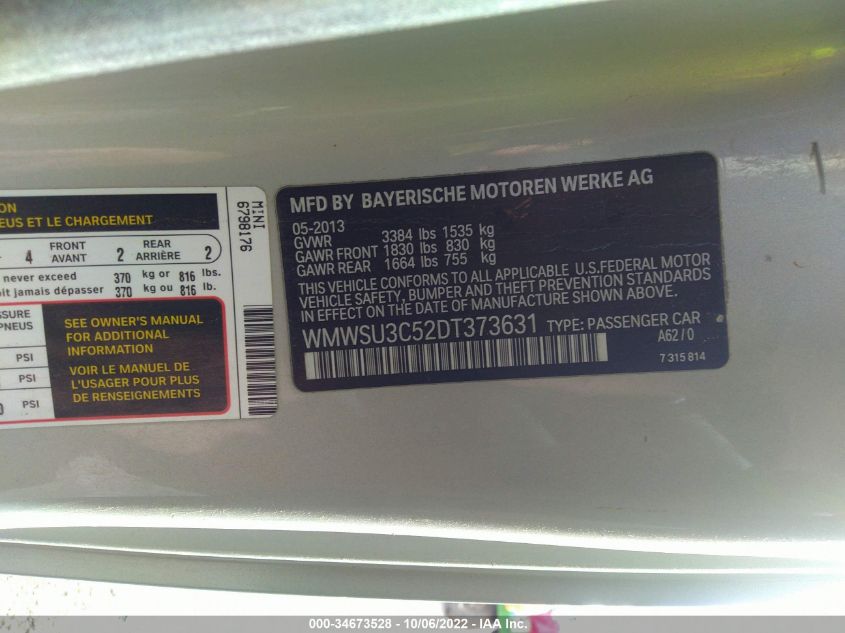 ON
EUS ET LE CHARGEMENT
4 FRONT AVANT 2 REAR ARRIÈRE 2
never exceed 370 kg or 816 lbs.
it jamais dépasser 370 kg ou 816 lb.
SSURE
PNEUS
PSI
PSI
0 PSI
SEE OWNER'S MANUAL
FOR ADDITIONAL
INFORMATION
VOIR LE MANUEL DE
L'USAGER POUR PLUS
DE RENSEIGNEMENTS
MINI
6798176
MFD BY BAYERISCHE MOTOREN WERKE AG
05-2013
GVWR 3384 lbs 1535 kg
GAWR FRONT 1830 lbs 830 kg
GAWR REAR 1664 lbs 755 kg
THIS VEHICLE CONFORMS TO ALL APPLICABLE U.S.FEDERAL MOTOR
VEHICLE SAFETY, BUMPER AND THEFT PREVENTION STANDARDS
IN EFFECT ON THE DATE OF MANUFACTURE SHOWN ABOVE.
WMWSU3C52DT373631 TYPE: PASSENGER CAR
A62/0
7 315 814
000-34673528 - 10/06/2022 - IAA Inc.